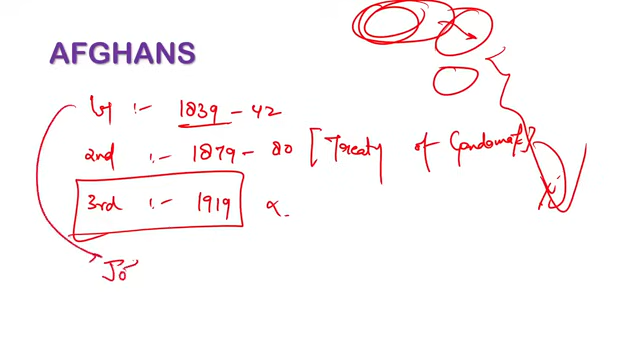 AFGHANS
1st :- 1839 - 42
2nd :- 1879 - 80 [Treaty of Gandamak]
3rd :- 1919